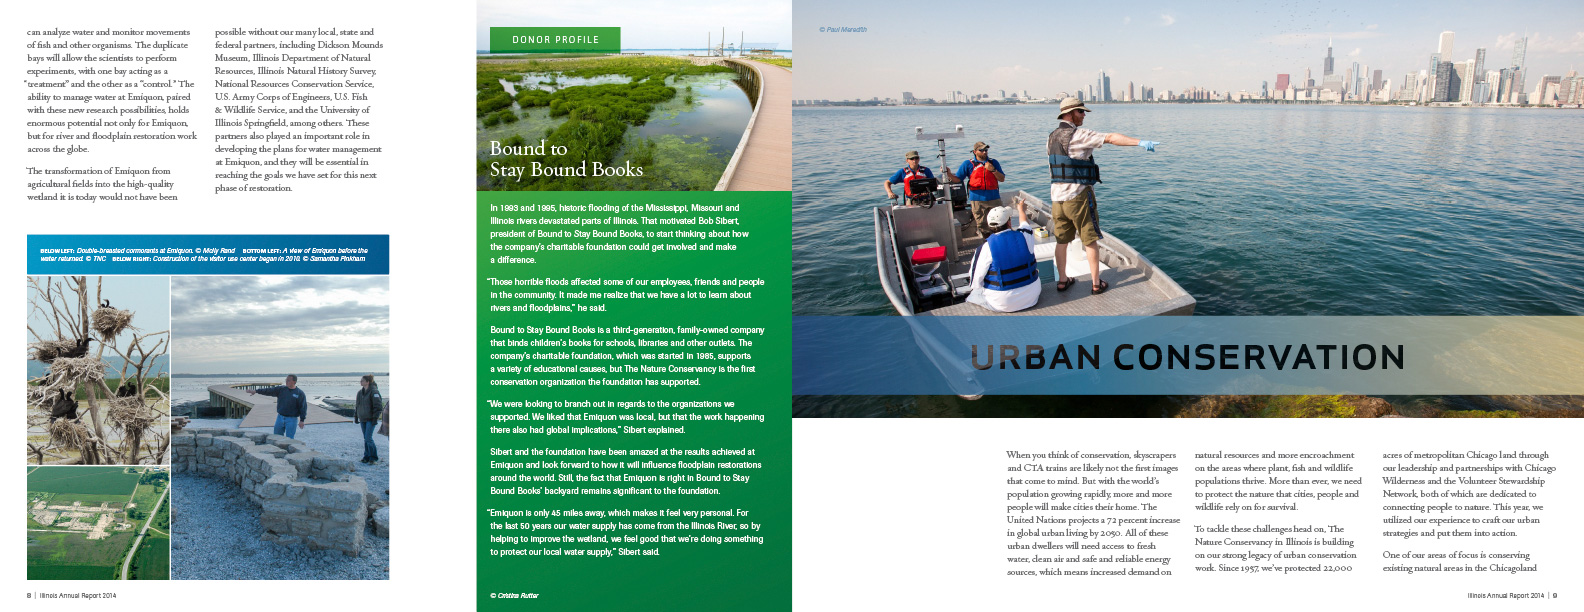 can analyze water and monitor movements
of fish and other organisms. The duplicate
bays will allow the scientists to perform
experiments, with one bay acting as a
“treatment” and the other as a “control.” The
ability to manage water at Emiquon, paired
with these new research possibilities, holds
enormous potential not only for Emiquon,
but for river and floodplain restoration work
across the globe.
The transformation of Emiquon from
agricultural fields into the high-quality
wetland it is today would not have been
possible without our many local, state and
federal partners, including Dickson Mounds
Museum, Illinois Department of Natural
Resources, Illinois Natural History Survey,
National Resources Conservation Service,
U.S. Army Corps of Engineers, U.S. Fish
& Wildlife Service, and the University of
Illinois Springfield, among others. These
partners also played an important role in
developing the plans for water management
at Emiquon, and they will be essential in
reaching the goals we have set for this next
phase of restoration.
BELOW LEFT: Double-breasted cormorants at Emiquon. © Molly Rand BOTTOM LEFT: A view of Emiquon before the
water returned. © TNC BELOW RIGHT: Construction of the visitor use center began in 2010. © Samantha Pinkham
8 | Illinois Annual Report 2014
DONOR PROFILE
Bound to
Stay Bound Books
In 1993 and 1995, historic flooding of the Mississippi, Missouri and
Illinois rivers devastated parts of Illinois. That motivated Bob Sibert,
president of Bound to Stay Bound Books, to start thinking about how
the company’s charitable foundation could get involved and make
a difference.
“Those horrible floods affected some of our employees, friends and people
in the community. It made me realize that we have a lot to learn about
rivers and floodplains,” he said.
Bound to Stay Bound Books is a third-generation, family-owned company
that binds children’s books for schools, libraries and other outlets. The
company’s charitable foundation, which was started in 1985, supports
a variety of educational causes, but The Nature Conservancy is the first
conservation organization the foundation has supported.
“We were looking to branch out in regards to the organizations we
supported. We liked that Emiquon was local, but that the work happening
there also had global implications,” Sibert explained.
Sibert and the foundation have been amazed at the results achieved at
Emiquon and look forward to how it will influence floodplain restorations
around the world. Still, the fact that Emiquon is right in Bound to Stay
Bound Books’ backyard remains significant to the foundation.
“Emiquon is only 45 miles away, which makes it feel very personal. For
the last 50 years our water supply has come from the Illinois River, so by
helping to improve the wetland, we feel good that we’re doing something
to protect our local water supply,” Sibert said.
© Cristina Rutter
© Paul Meredith
URBAN CONSERVATION
When you think of conservation, skyscrapers
and CTA trains are likely not the first images
that come to mind. But with the world’s
population growing rapidly, more and more
people will make cities their home. The
United Nations projects a 72 percent increase
in global urban living by 2050. All of these
urban dwellers will need access to fresh
water, clean air and safe and reliable energy
sources, which means increased demand on
natural resources and more encroachment
on the areas where plant, fish and wildlife
populations thrive. More than ever, we need
to protect the nature that cities, people and
wildlife rely on for survival.
To tackle these challenges head on, The
Nature Conservancy in Illinois is building
on our strong legacy of urban conservation
work. Since 1957, we’ve protected 22,000
acres of metropolitan Chicago land through
our leadership and partnerships with Chicago
Wilderness and the Volunteer Stewardship
Network, both of which are dedicated to
connecting people to nature. This year, we
utilized our experience to craft our urban
strategies and put them into action.
One of our areas of focus is conserving
existing natural areas in the Chicagoland
Illinois Annual Report 2014 | 9